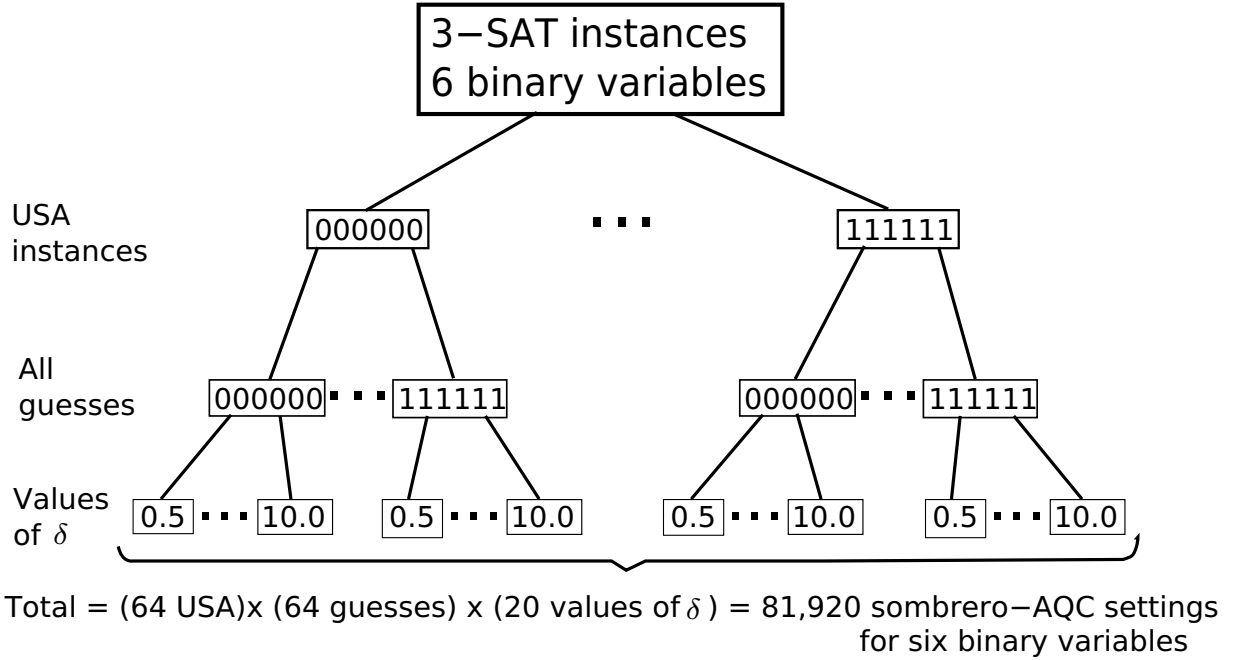 3−SAT instances
6 binary variables
USA
instances
000000
111111
All
guesses
000000
111111
000000
111111
Values
of δ
0.5
10.0
0.5
10.0
0.5
10.0
0.5
10.0
Total = (64 USA)x (64 guesses) x (20 values of δ ) = 81,920 sombrero−AQC settings
for six binary variables